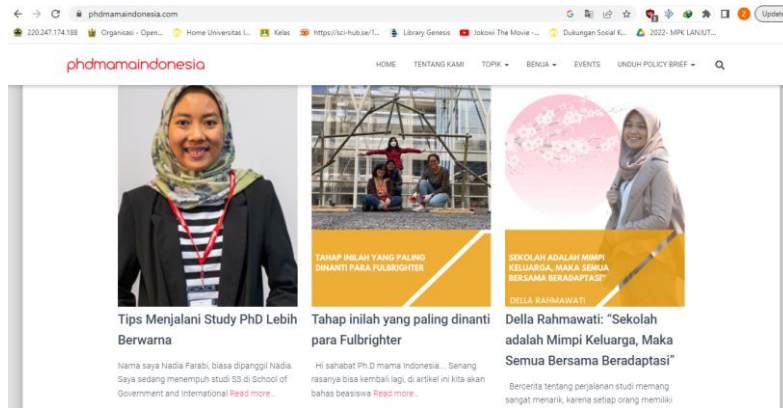 phdmamaindonesia.com
Update
220.247.174.188 Organisasi - Open... Home Universitas I... Kelas https://sci-hub.se/1... Library Genesis Jokowi The Movie -... Dukungan Sosial K... 2022- MPK LANJUT...
phdmamaindonesia HOME TENTANG KAMI TOPIK BENUA EVENTS UNDUH POLICY BRIEF
TAHAP INILAH YANG PALING
DINANTI PARA FULBRIGHTER
SEKOLAH ADALAH MIMPI
KELUARGA, MAKA SEMUA
BERSAMA BERADAPTASI"
DELLA RAHMAWATI
Tips Menjalani Study PhD Lebih
Berwarna
Nama saya Nadia Farabi, biasa dipanggil Nadia.
Saya sedang menempuh studi S3 di School of
Government and International Read more...
Tahap inilah yang paling dinanti
para Fulbrighter
Hi sahabat Ph.D mama Indonesia.... Senang
rasanya bisa kembali lagi, di artikel ini kita akan
bahas beasiswa Read more...
Della Rahmawati: “Sekolah
adalah Mimpi Keluarga, Maka
Semua Bersama Beradaptasi”
Bercerita tentang perjalanan studi memang
sangat menarik, karena setiap orang memiliki